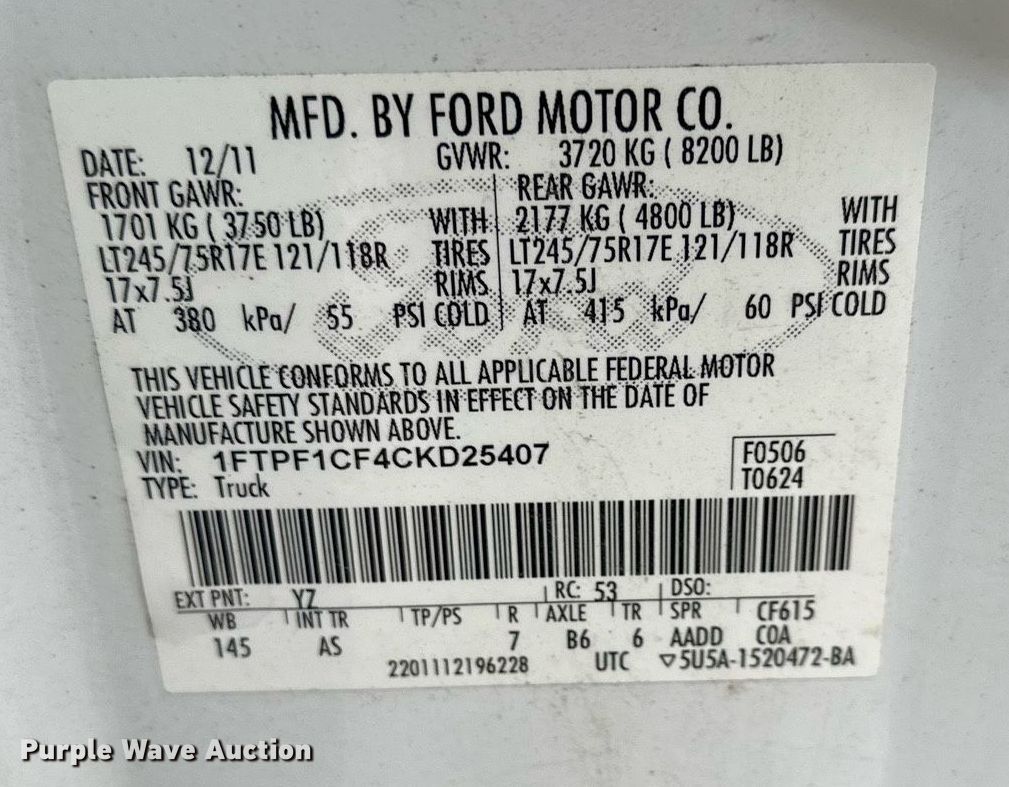 MFD. BY FORD MOTOR CO.
DATE: 12/11 GVWR: 3720 KG ( 8200 LB)
FRONT GAWR: REAR GAWR:
1701 KG ( 3750 LB) WITH 2177 KG ( 4800 LB) WITH
LT245/75R17E 121/118R TIRES LT245/75R17E 121/118R TIRES
17x7.5J RIMS 17x7.5J RIMS
AT 380 kPa/ 55 PSI COLD AT 415 kPa/ 60 PSI COLD
THIS VEHICLE CONFORMS TO ALL APPLICABLE FEDERAL MOTOR
VEHICLE SAFETY STANDARDS IN EFFECT ON THE DATE OF
MANUFACTURE SHOWN ABOVE.
VIN: 1FTPF1CF4CKD25407 F0506
TYPE: Truck T0624
EXT PNT: YZ RC: 53 DSO:
WB INT TR TP/PS R AXLE TR SPR CF615
145 AS 7 B6 6 AADD COA
2201112196228 UTC ▽5U5A-1520472-BA
Purple Wave Auction